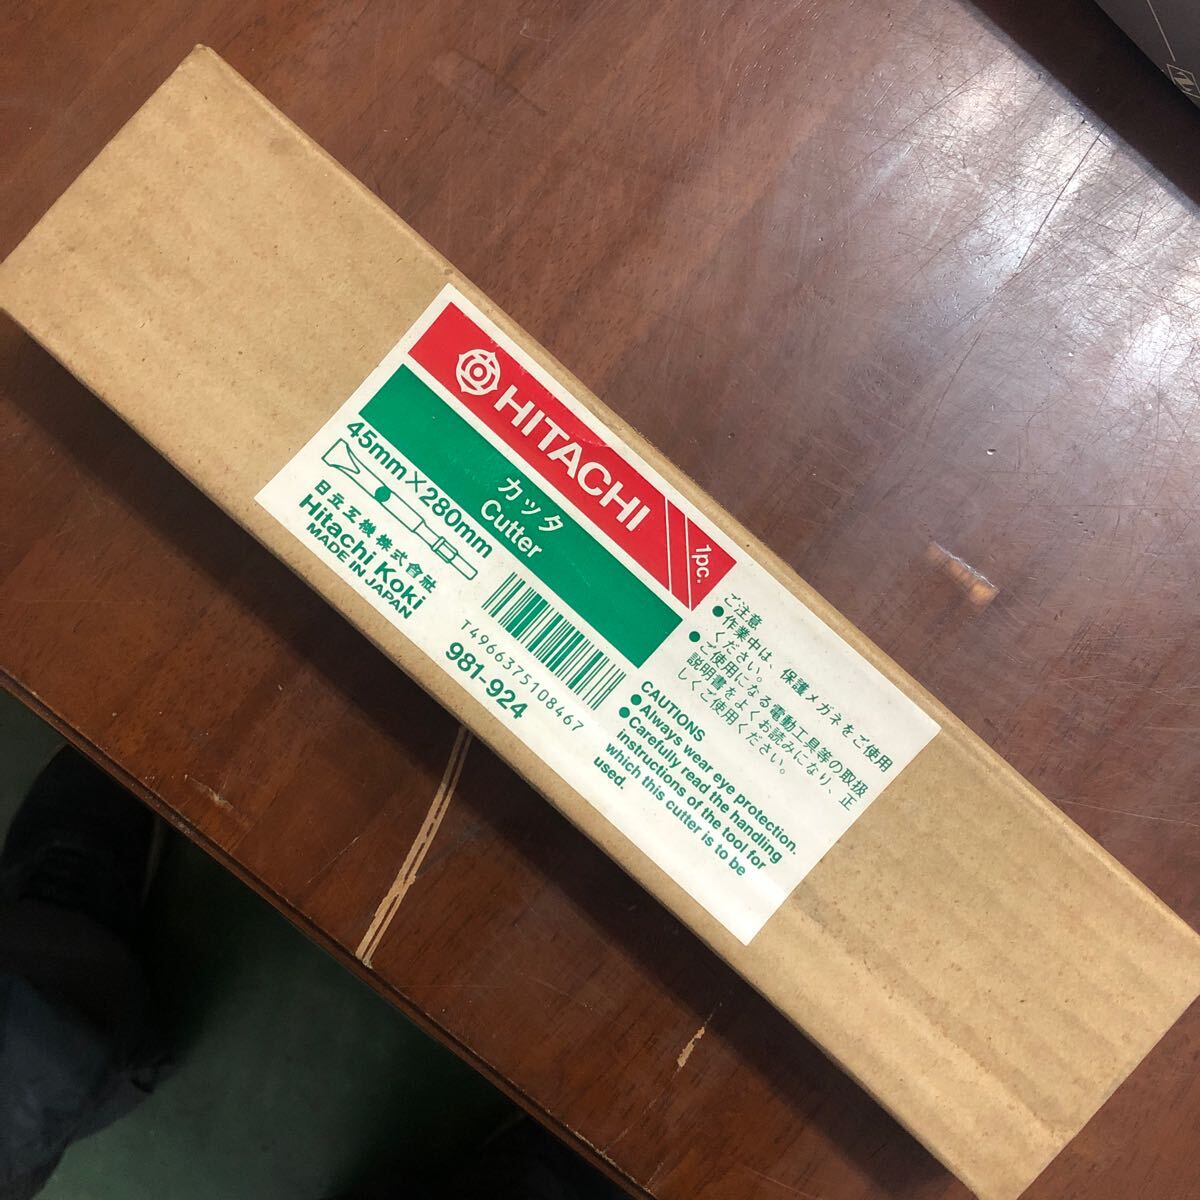 HITACHI
1pc.
カッタ
Cutter
45mm×280mm
日立工機株式会社
Hitachi Koki
MADE IN JAPAN
T4966375108467
981-924
ご注意
●作業中は、保護メガネをご使用
ください。
●ご使用になる電動工具等の取扱
説明書をよくお読みになり、正
しくご使用ください。
CAUTIONS
●Always wear eye protection.
●Carefully read the handling
instructions of the tool for
which this cutter is to be
used.